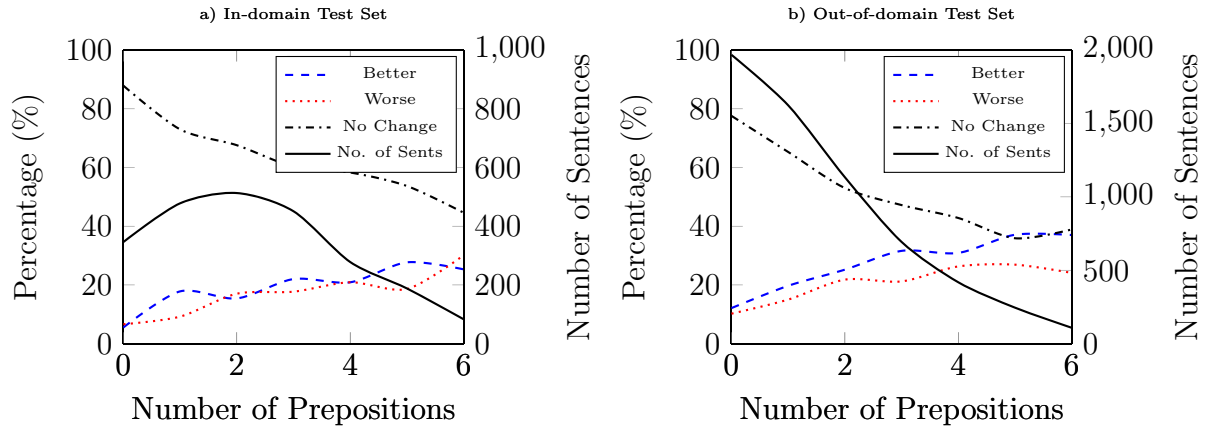 a) In-domain Test Set
100
80
60
40
20
0
Percentage (%)
1,000
800
600
400
200
0
Number of Sentences
Better
Worse
No Change
No. of Sents
0 2 4 6
Number of Prepositions
b) Out-of-domain Test Set
100
80
60
40
20
0
Percentage (%)
2,000
1,500
1,000
500
0
Number of Sentences
Better
Worse
No Change
No. of Sents
0 2 4 6
Number of Prepositions